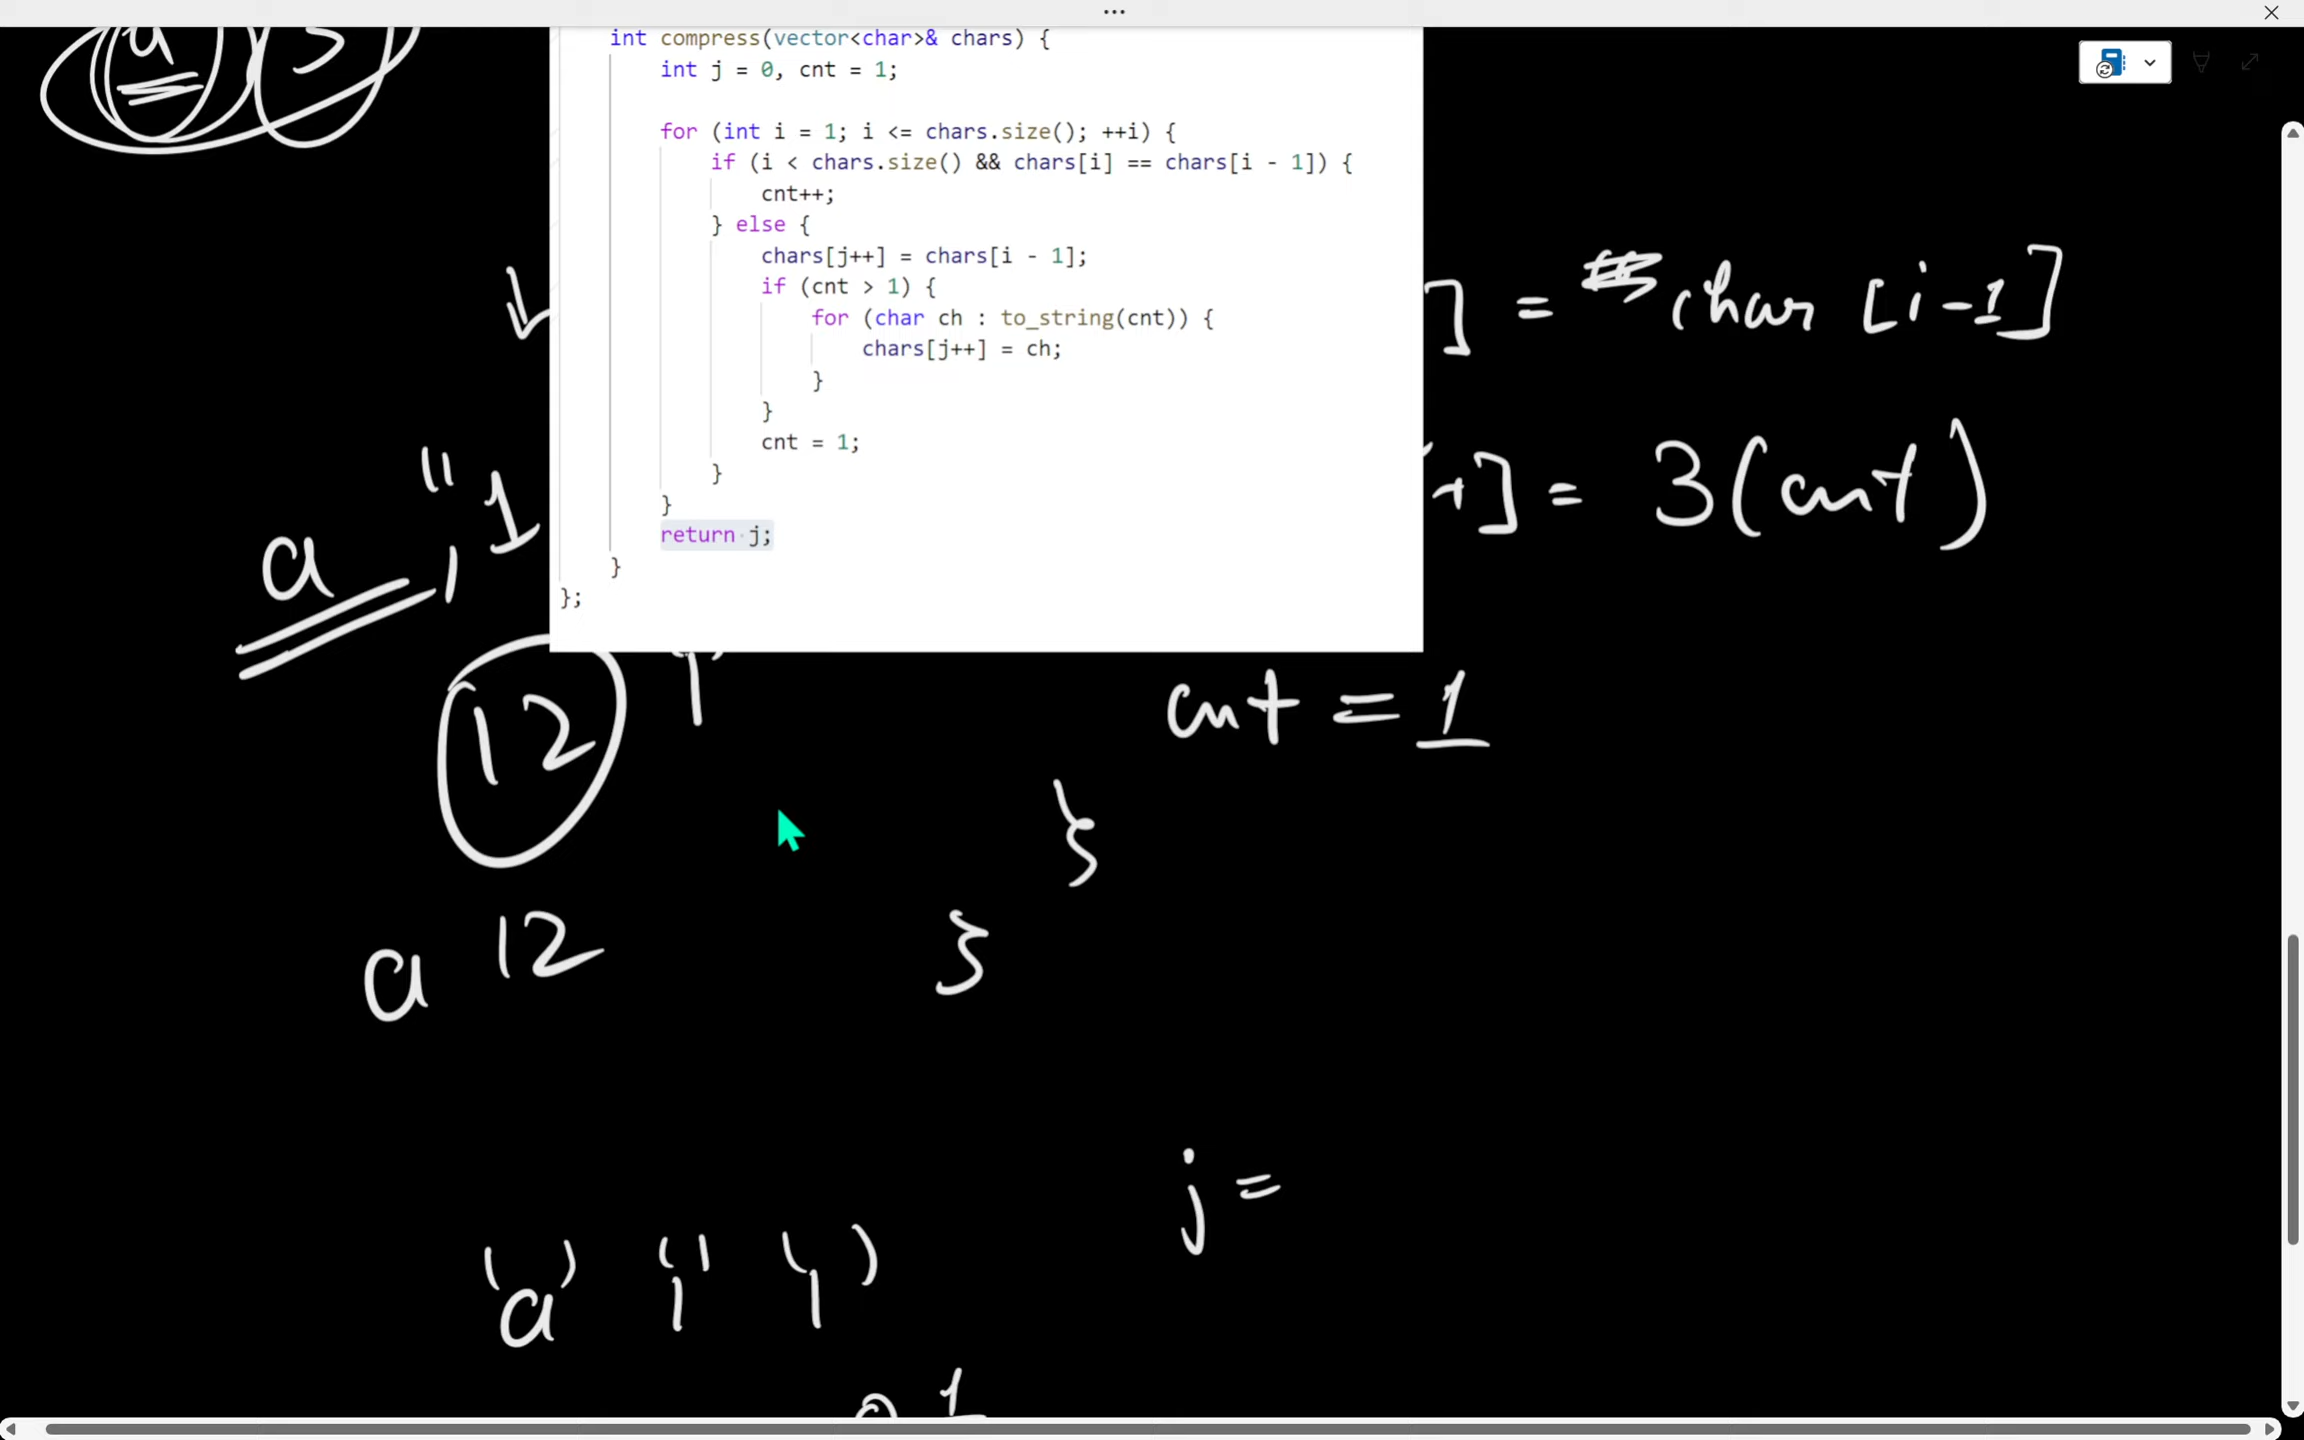 ...
a 3
int compress(vector<char>& chars) {
int j = 0, cnt = 1;
for (int i = 1; i <= chars.size(); ++i) {
if (i < chars.size() && chars[i] == chars[i - 1]) {
cnt++;
} else {
chars[j++] = chars[i - 1];
if (cnt > 1) {
for (char ch : to_string(cnt)) {
chars[j++] = ch;
}
}
cnt = 1;
}
}
return j;
}
};
] = char [i-1]
+] = 3 (cnt)
a, "1
12
cnt = 1
}
a 12
}
j =
'a' '1'
1